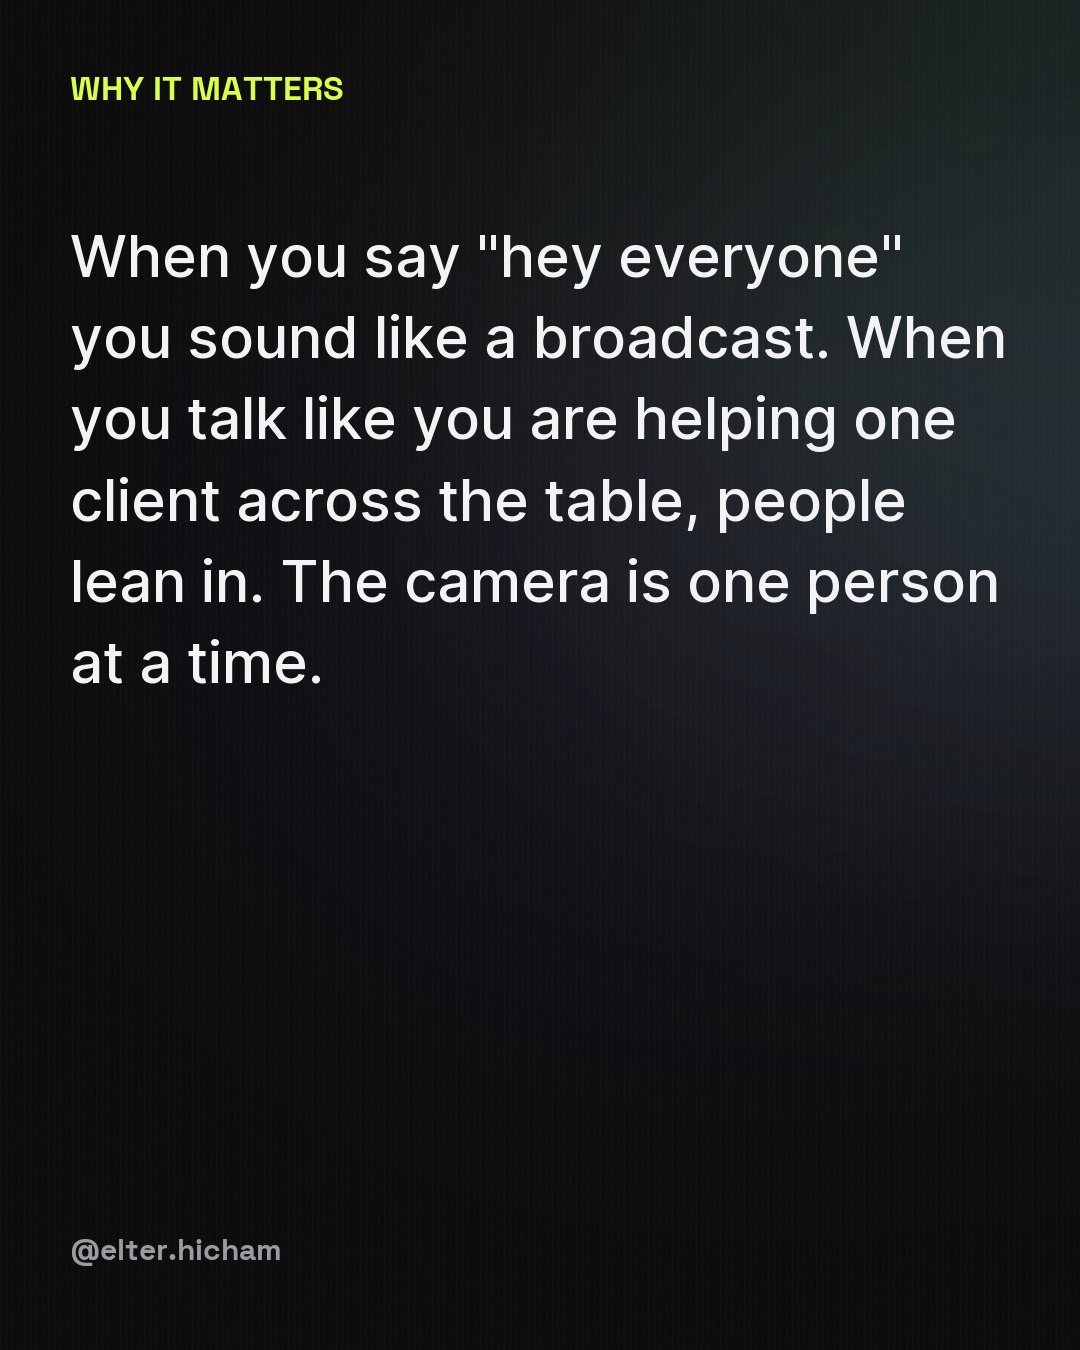 WHY IT MATTERS
When you say "hey everyone"
you sound like a broadcast. When
you talk like you are helping one
client across the table, people
lean in. The camera is one person
at a time.
@elter.hicham